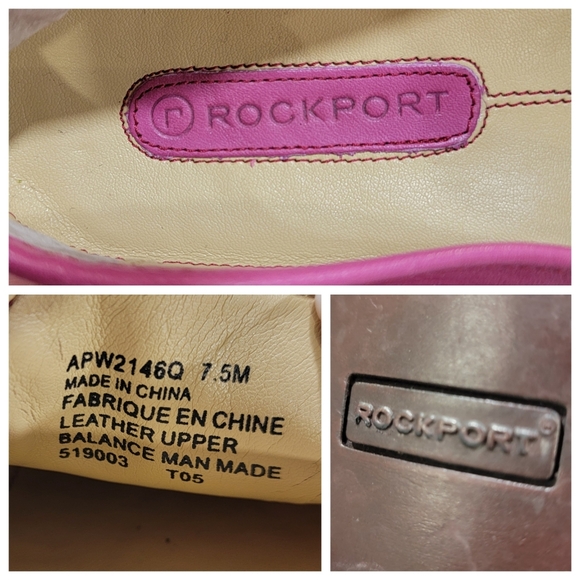 ROCKPORT
APW2146Q 7.5M
MADE IN CHINA
FABRIQUE EN CHINE
LEATHER UPPER
BALANCE MAN MADE
519003 T05
ROCKPORT®